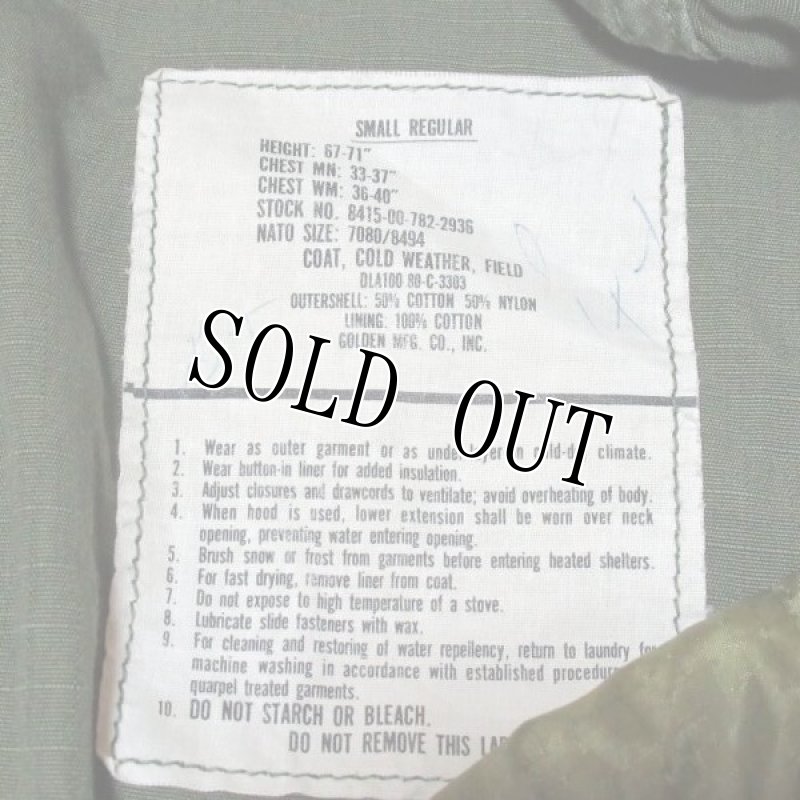 SMALL REGULAR
HEIGHT: 67-71"
CHEST MN: 33-37"
CHEST WM: 36-40"
STOCK NO. 8415-00-782-2936
NATO SIZE: 7080/8494
COAT, COLD WEATHER, FIELD
DLA100 80-C-3303
OUTERSHELL: 50% COTTON 50% NYLON
LINING: 100% COTTON
GOLDEN MFG. CO., INC.
SOLD OUT
1. Wear as outer garment or as under layer in cold-dry climate.
2. Wear button-in liner for added insulation.
3. Adjust closures and drawcords to ventilate; avoid overheating of body.
4. When hood is used, lower extension shall be worn over neck
opening, preventing water entering opening.
5. Brush snow or frost from garments before entering heated shelters.
6. For fast drying, remove liner from coat.
7. Do not expose to high temperature of a stove.
8. Lubricate slide fasteners with wax.
9. For cleaning and restoring of water repellency, return to laundry for
machine washing in accordance with established procedur
quarpel treated garments.
10. DO NOT STARCH OR BLEACH.
DO NOT REMOVE THIS LA